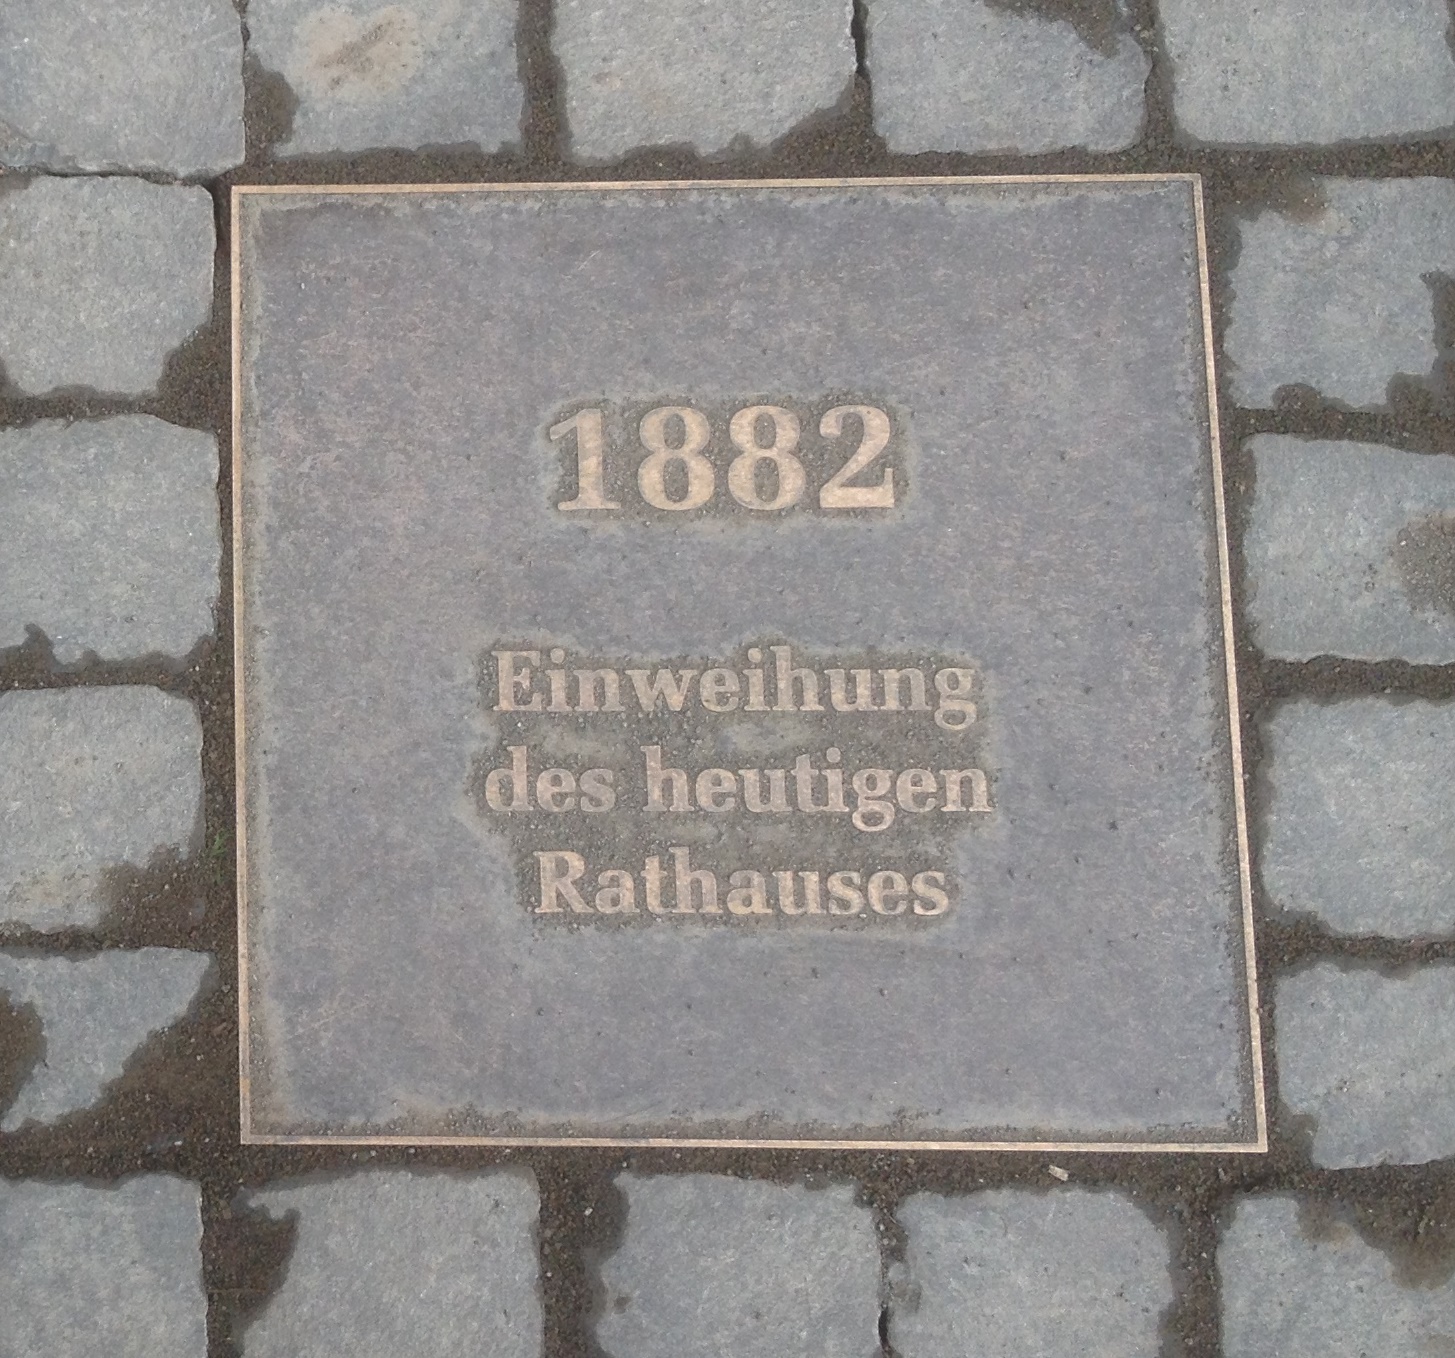 1882
Einweihung
des heutigen
Rathauses